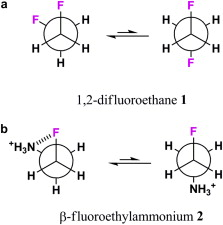 a
F F H H H H H
F H H H H F
1,2-difluoroethane 1
b
+H3N F H H H H
F H H H H NH3+
β-fluoroethylammonium 2